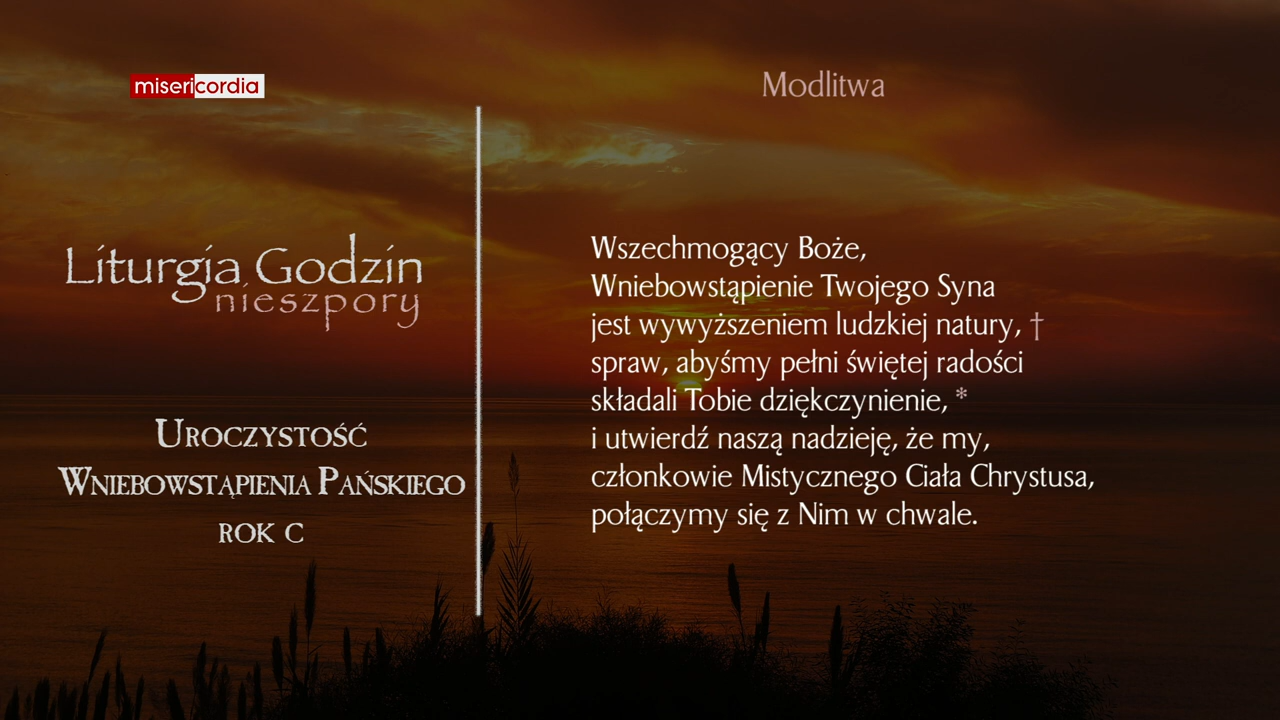 misericordia
Liturgia Godzin
nieszpory
Uroczystość
Wniebowstąpienia Pańskiego
rok C
Modlitwa
Wszechmogący Boże,
Wniebowstąpienie Twojego Syna
jest wywyższeniem ludzkiej natury, †
spraw, abyśmy pełni świętej radości
składali Tobie dziękczynienie, *
i utwierdź naszą nadzieję, że my,
członkowie Mistycznego Ciała Chrystusa,
połączymy się z Nim w chwale.